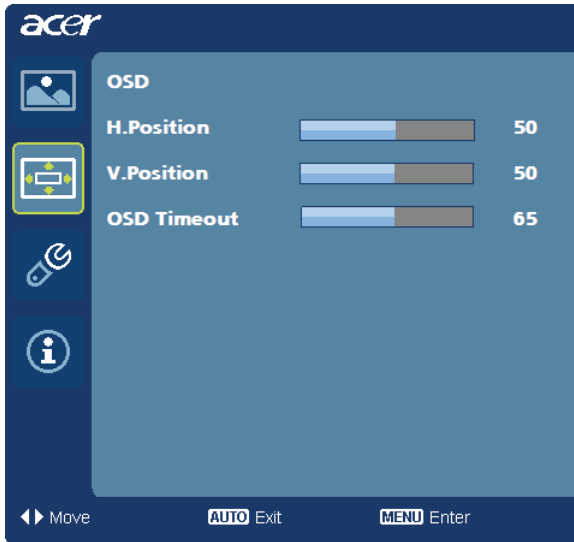 acer
OSD
H.Position 50
V.Position 50
OSD Timeout 65
Move AUTO Exit MENU Enter